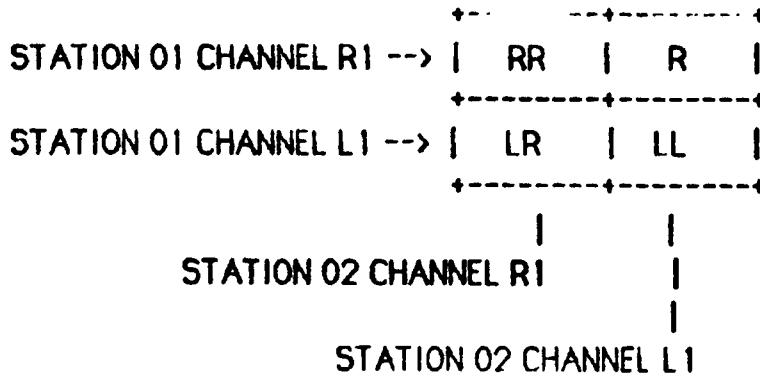 +-        ---+--------+
STATION 01 CHANNEL R1 --> |   RR   |   R    |
+--------+--------+
STATION 01 CHANNEL L1 --> |   LR   |   LL   |
+--------+--------+
|        |
STATION 02 CHANNEL R1        |
|
STATION 02 CHANNEL L1